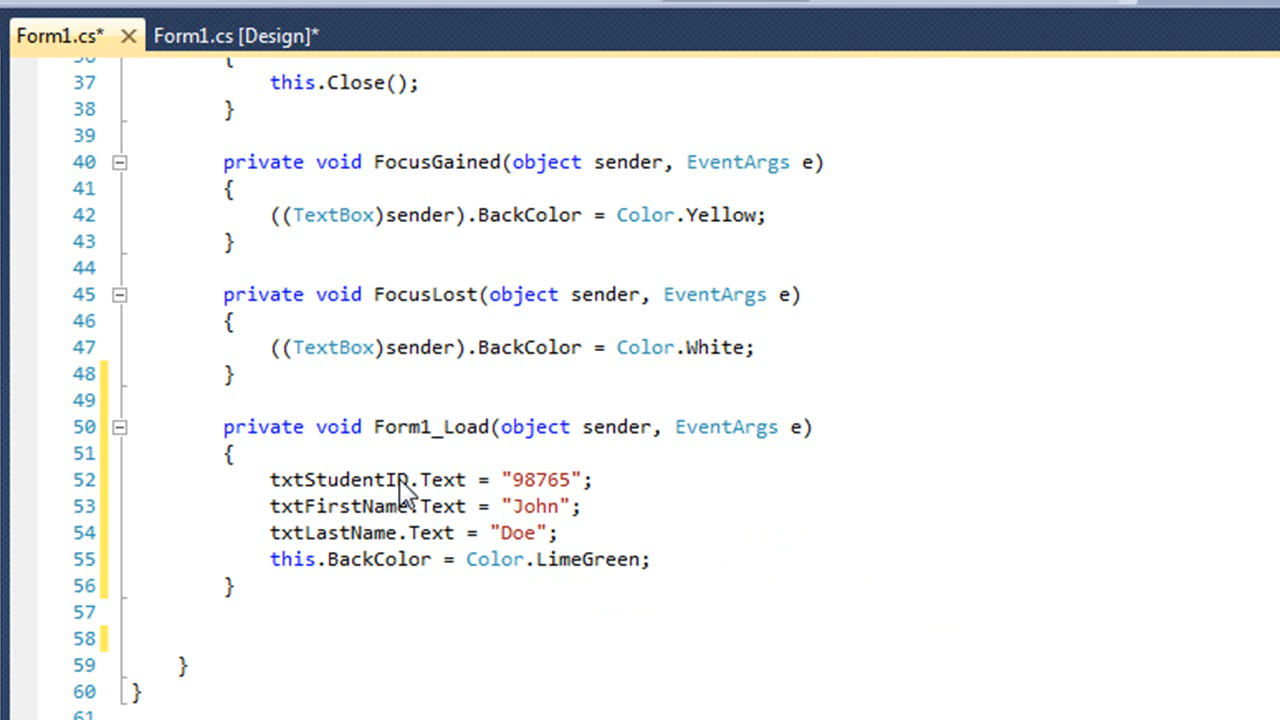 Form1.cs* Form1.cs [Design]*
36 {
37 this.Close();
38 }
39
40 private void FocusGained(object sender, EventArgs e)
41 {
42 ((TextBox)sender).BackColor = Color.Yellow;
43 }
44
45 private void FocusLost(object sender, EventArgs e)
46 {
47 ((TextBox)sender).BackColor = Color.White;
48 }
49
50 private void Form1_Load(object sender, EventArgs e)
51 {
52 txtStudentID.Text = "98765";
53 txtFirstName.Text = "John";
54 txtLastName.Text = "Doe";
55 this.BackColor = Color.LimeGreen;
56 }
57
58
59 }
60 }
61